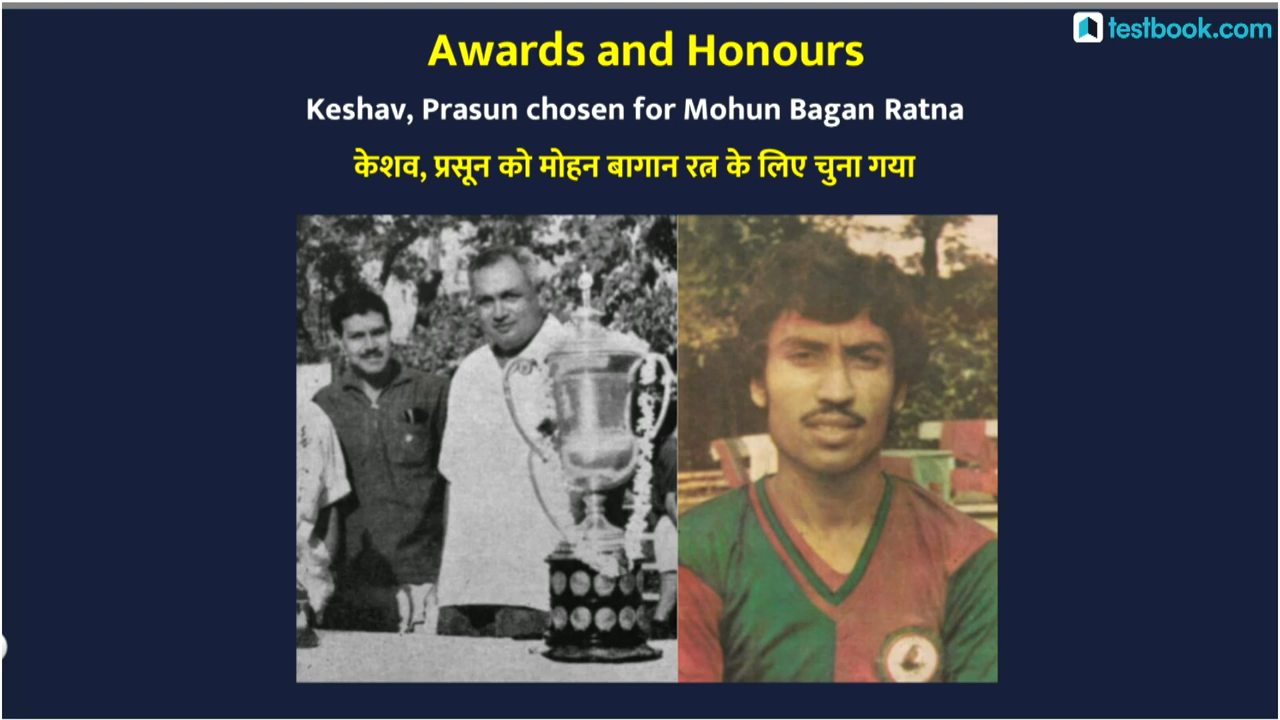 testbook.com
Awards and Honours
Keshav, Prasun chosen for Mohun Bagan Ratna
केशव, प्रसून को मोहन बागान रत्न के लिए चुना गया